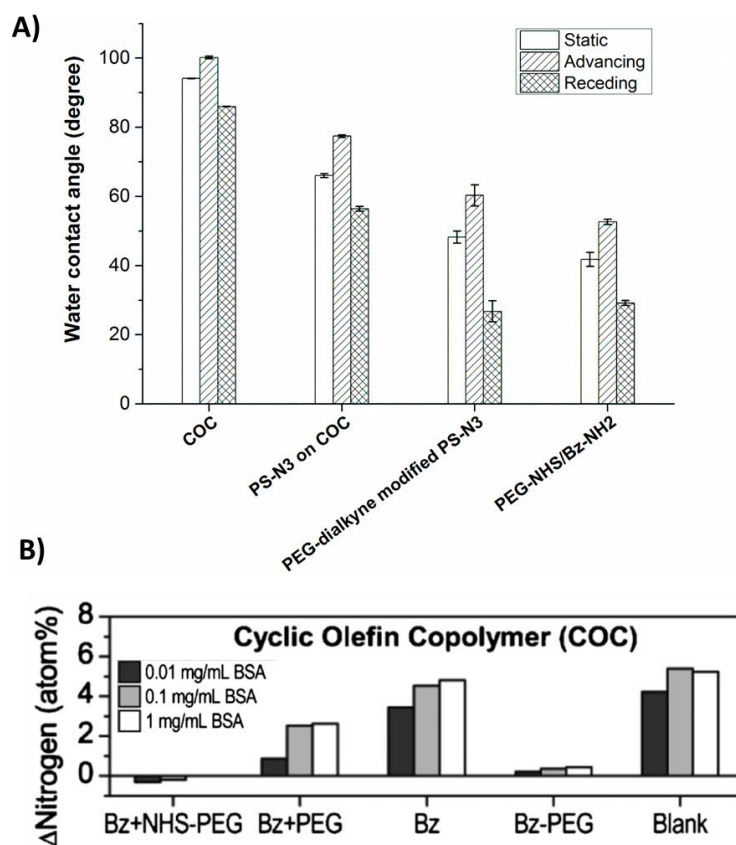 A)
Water contact angle (degree)
100
80
60
40
20
0
Static
Advancing
Receding
COC
PS-N3 on COC
PEG-dialkyne modified PS-N3
PEG-NHS/Bz-NH2
B)
ΔNitrogen (atom%)
8
6
4
2
0
Cyclic Olefin Copolymer (COC)
0.01 mg/mL BSA
0.1 mg/mL BSA
1 mg/mL BSA
Bz+NHS-PEG Bz+PEG Bz Bz-PEG Blank